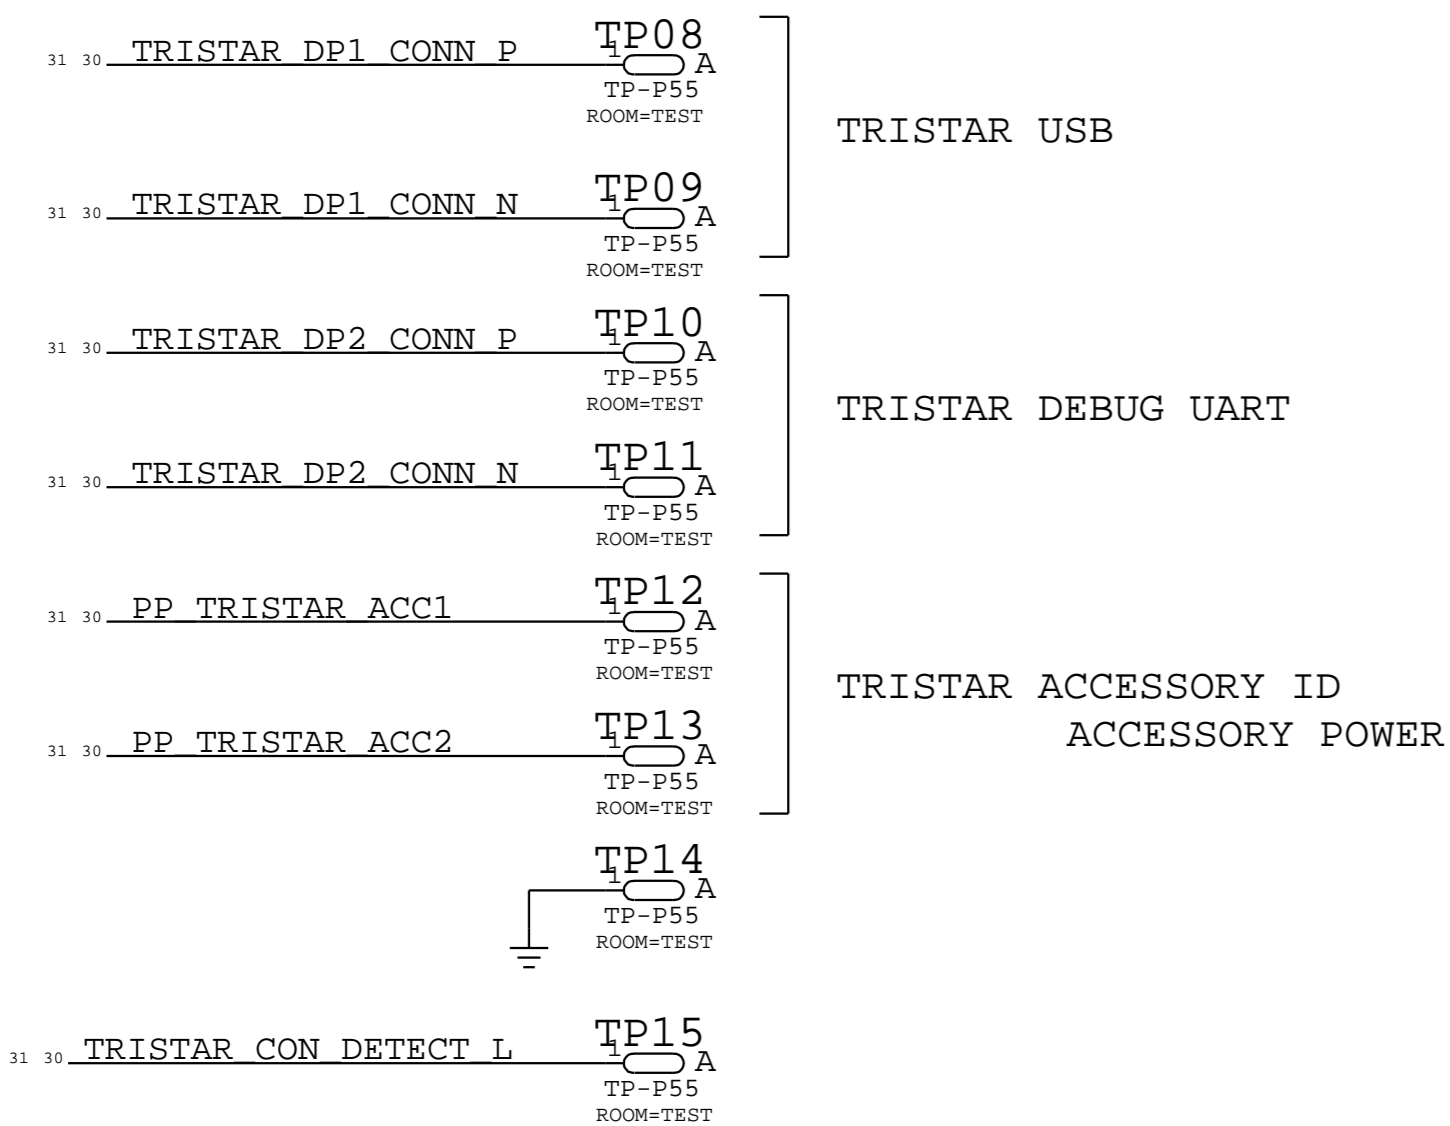 TP08
31 30 TRISTAR_DP1_CONN_P 1 A
TP-P55
ROOM=TEST
TRISTAR USB
TP09
31 30 TRISTAR_DP1_CONN_N 1 A
TP-P55
ROOM=TEST
TP10
31 30 TRISTAR_DP2_CONN_P 1 A
TP-P55
ROOM=TEST
TRISTAR DEBUG UART
TP11
31 30 TRISTAR_DP2_CONN_N 1 A
TP-P55
ROOM=TEST
TP12
31 30 PP_TRISTAR_ACC1 1 A
TP-P55
ROOM=TEST
TRISTAR ACCESSORY ID
ACCESSORY POWER
TP13
31 30 PP_TRISTAR_ACC2 1 A
TP-P55
ROOM=TEST
TP14
1 A
TP-P55
ROOM=TEST
TP15
31 30 TRISTAR_CON_DETECT_L 1 A
TP-P55
ROOM=TEST